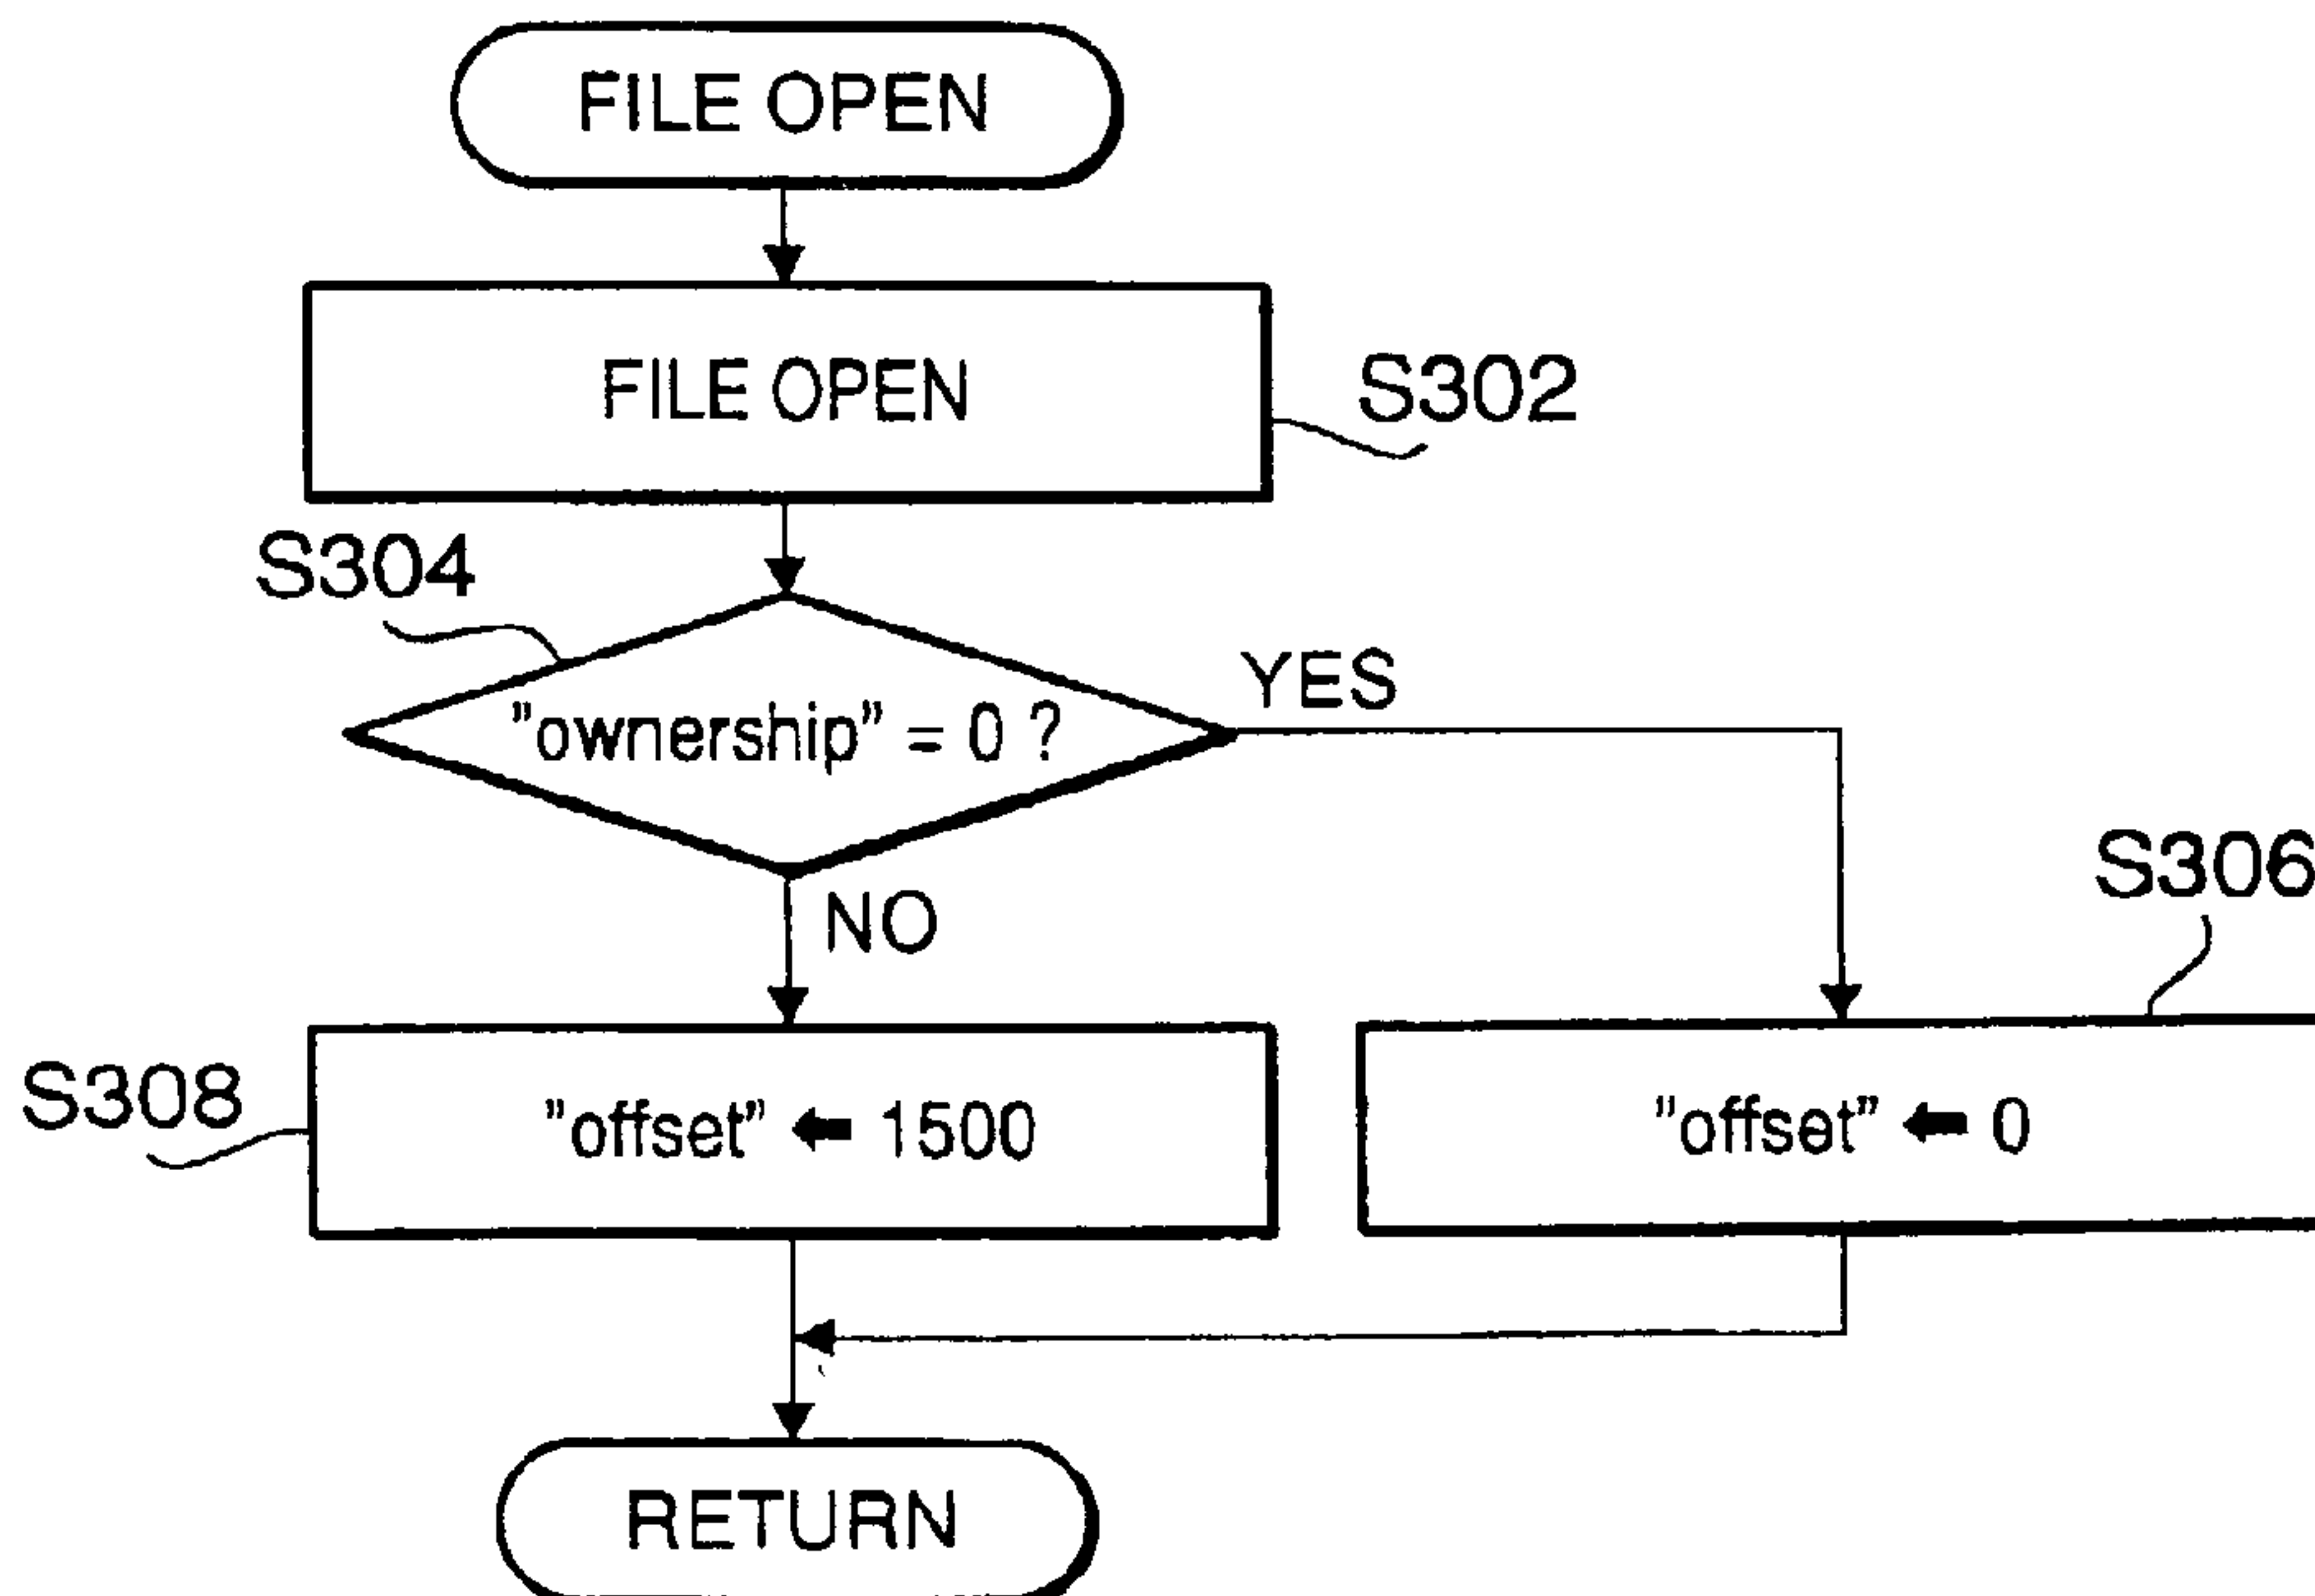 FILE OPEN
FILE OPEN
S302
S304
"ownership" = 0 ?
YES
NO
S306
S308
"offset" ← 1500
"offset" ← 0
RETURN